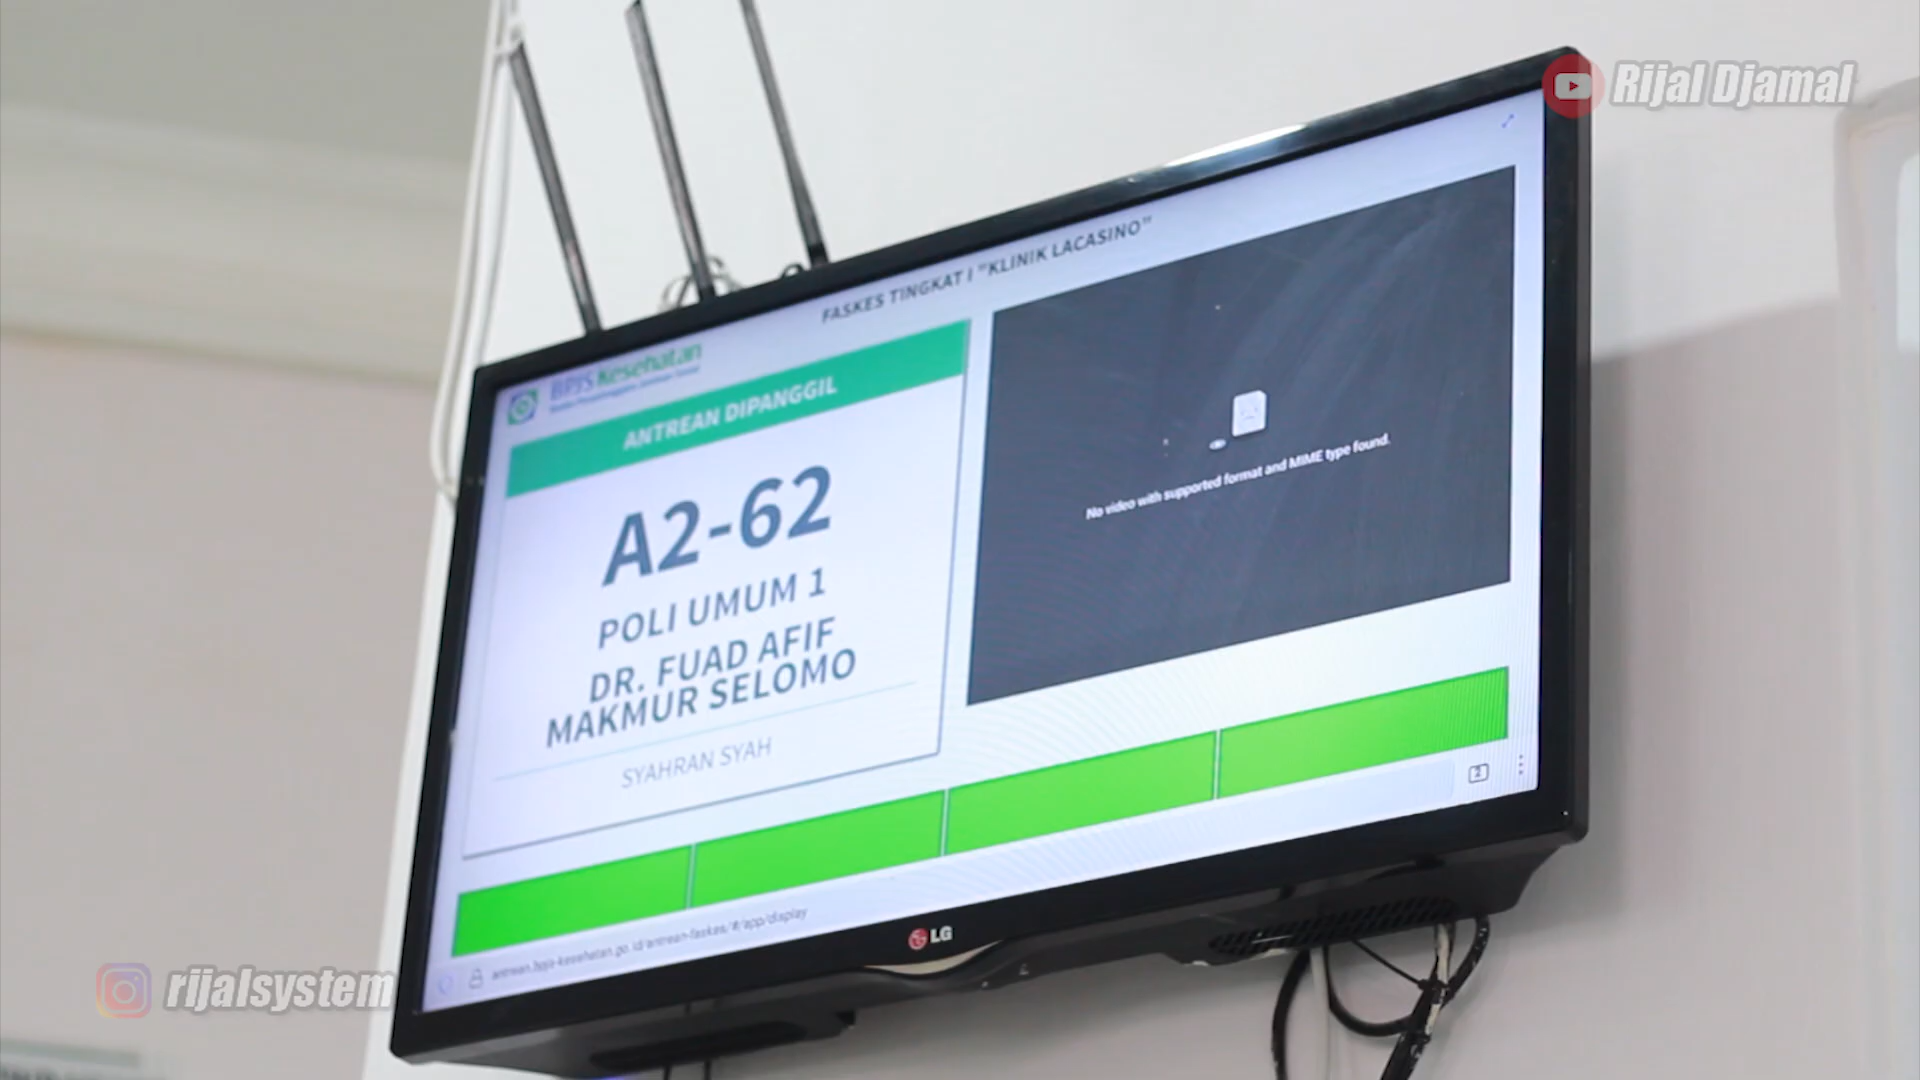 Rijal Djamal
FASKES TINGKAT I "KLINIK LACASINO"
BPJS Kesehatan
ANTREAN DIPANGGIL
A2-62
POLI UMUM 1
DR. FUAD AFIF
MAKMUR SELOMO
SYAHRAN SYAH
No video with supported format and MIME type found.
2
antrean.bpjs-kesehatan.go.id/antrean-faskes/#/app/display
LG
rijalsystem